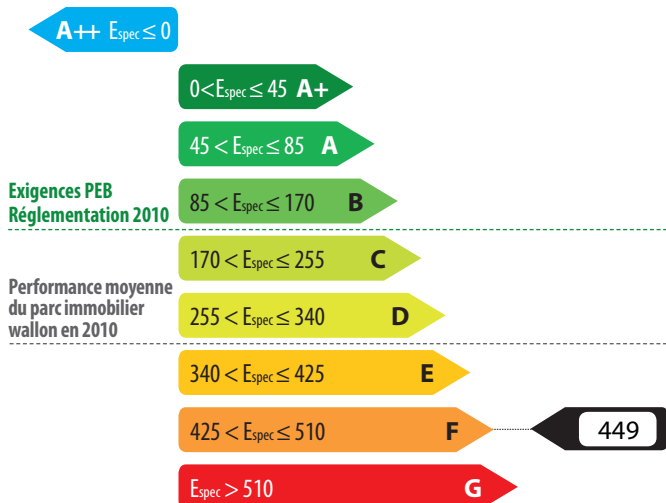 A++ Espec ≤ 0
0 < Espec ≤ 45 A+
45 < Espec ≤ 85 A
Exigences PEB
Réglementation 2010
85 < Espec ≤ 170 B
170 < Espec ≤ 255 C
Performance moyenne
du parc immobilier
wallon en 2010
255 < Espec ≤ 340 D
340 < Espec ≤ 425 E
425 < Espec ≤ 510 F 449
Espec > 510 G